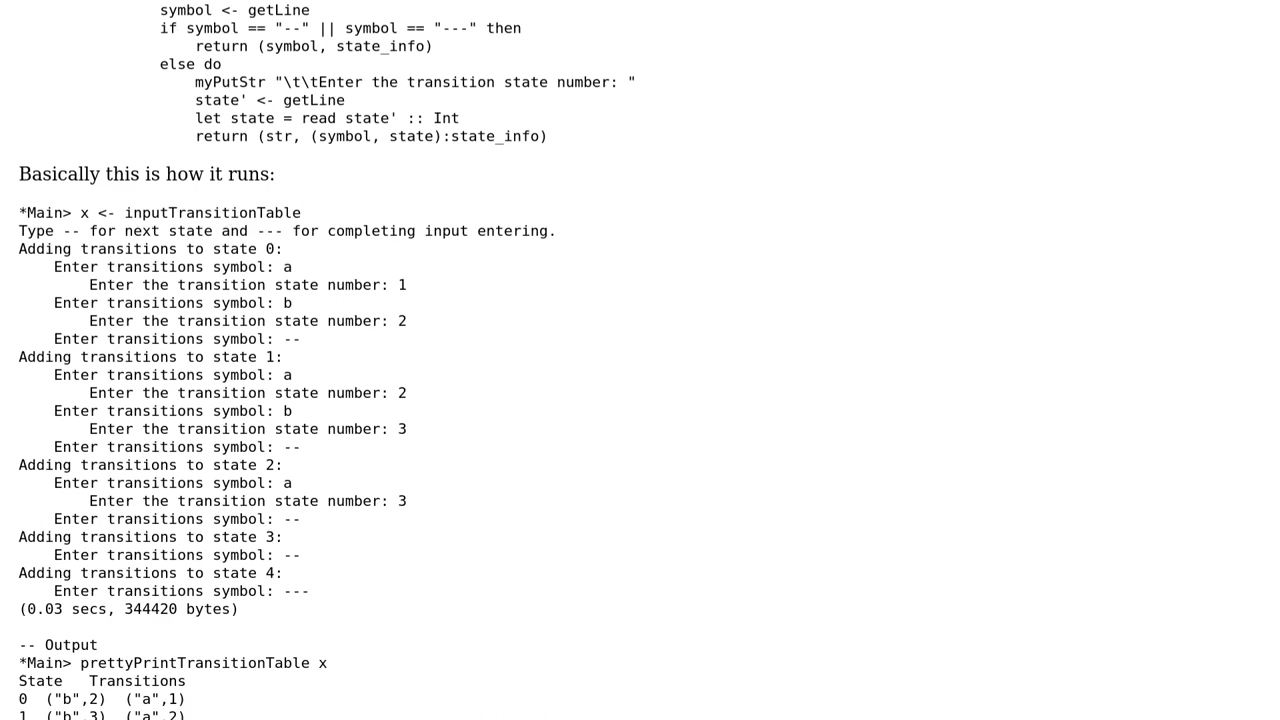 symbol <- getLine
if symbol == "--" || symbol == "---" then
return (symbol, state_info)
else do
myPutStr "\t\tEnter the transition state number: "
state' <- getLine
let state = read state' :: Int
return (str, (symbol, state):state_info)
Basically this is how it runs:
*Main> x <- inputTransitionTable
Type -- for next state and --- for completing input entering.
Adding transitions to state 0:
Enter transitions symbol: a
Enter the transition state number: 1
Enter transitions symbol: b
Enter the transition state number: 2
Enter transitions symbol: --
Adding transitions to state 1:
Enter transitions symbol: a
Enter the transition state number: 2
Enter transitions symbol: b
Enter the transition state number: 3
Enter transitions symbol: --
Adding transitions to state 2:
Enter transitions symbol: a
Enter the transition state number: 3
Enter transitions symbol: --
Adding transitions to state 3:
Enter transitions symbol: --
Adding transitions to state 4:
Enter transitions symbol: ---
(0.03 secs, 344420 bytes)
-- Output
*Main> prettyPrintTransitionTable x
State Transitions
0 ("b",2) ("a",1)
1 ("b",3) ("a",2)